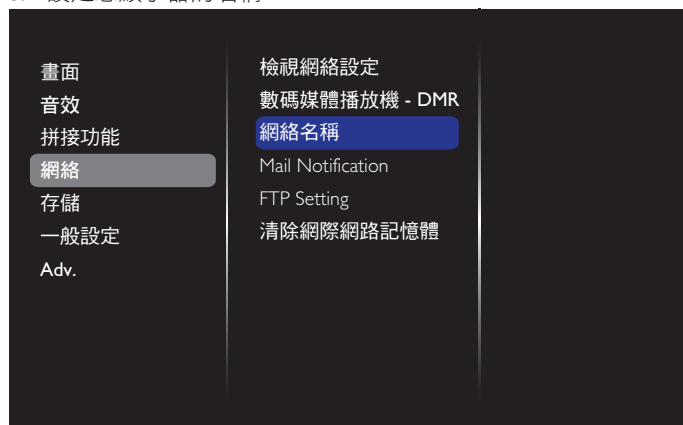 畫面
音效
拼接功能
網絡
存儲
一般設定
Adv.
檢視網絡設定
數碼媒體播放機 - DMR
網絡名稱
Mail Notification
FTP Setting
清除網際網路記憶體